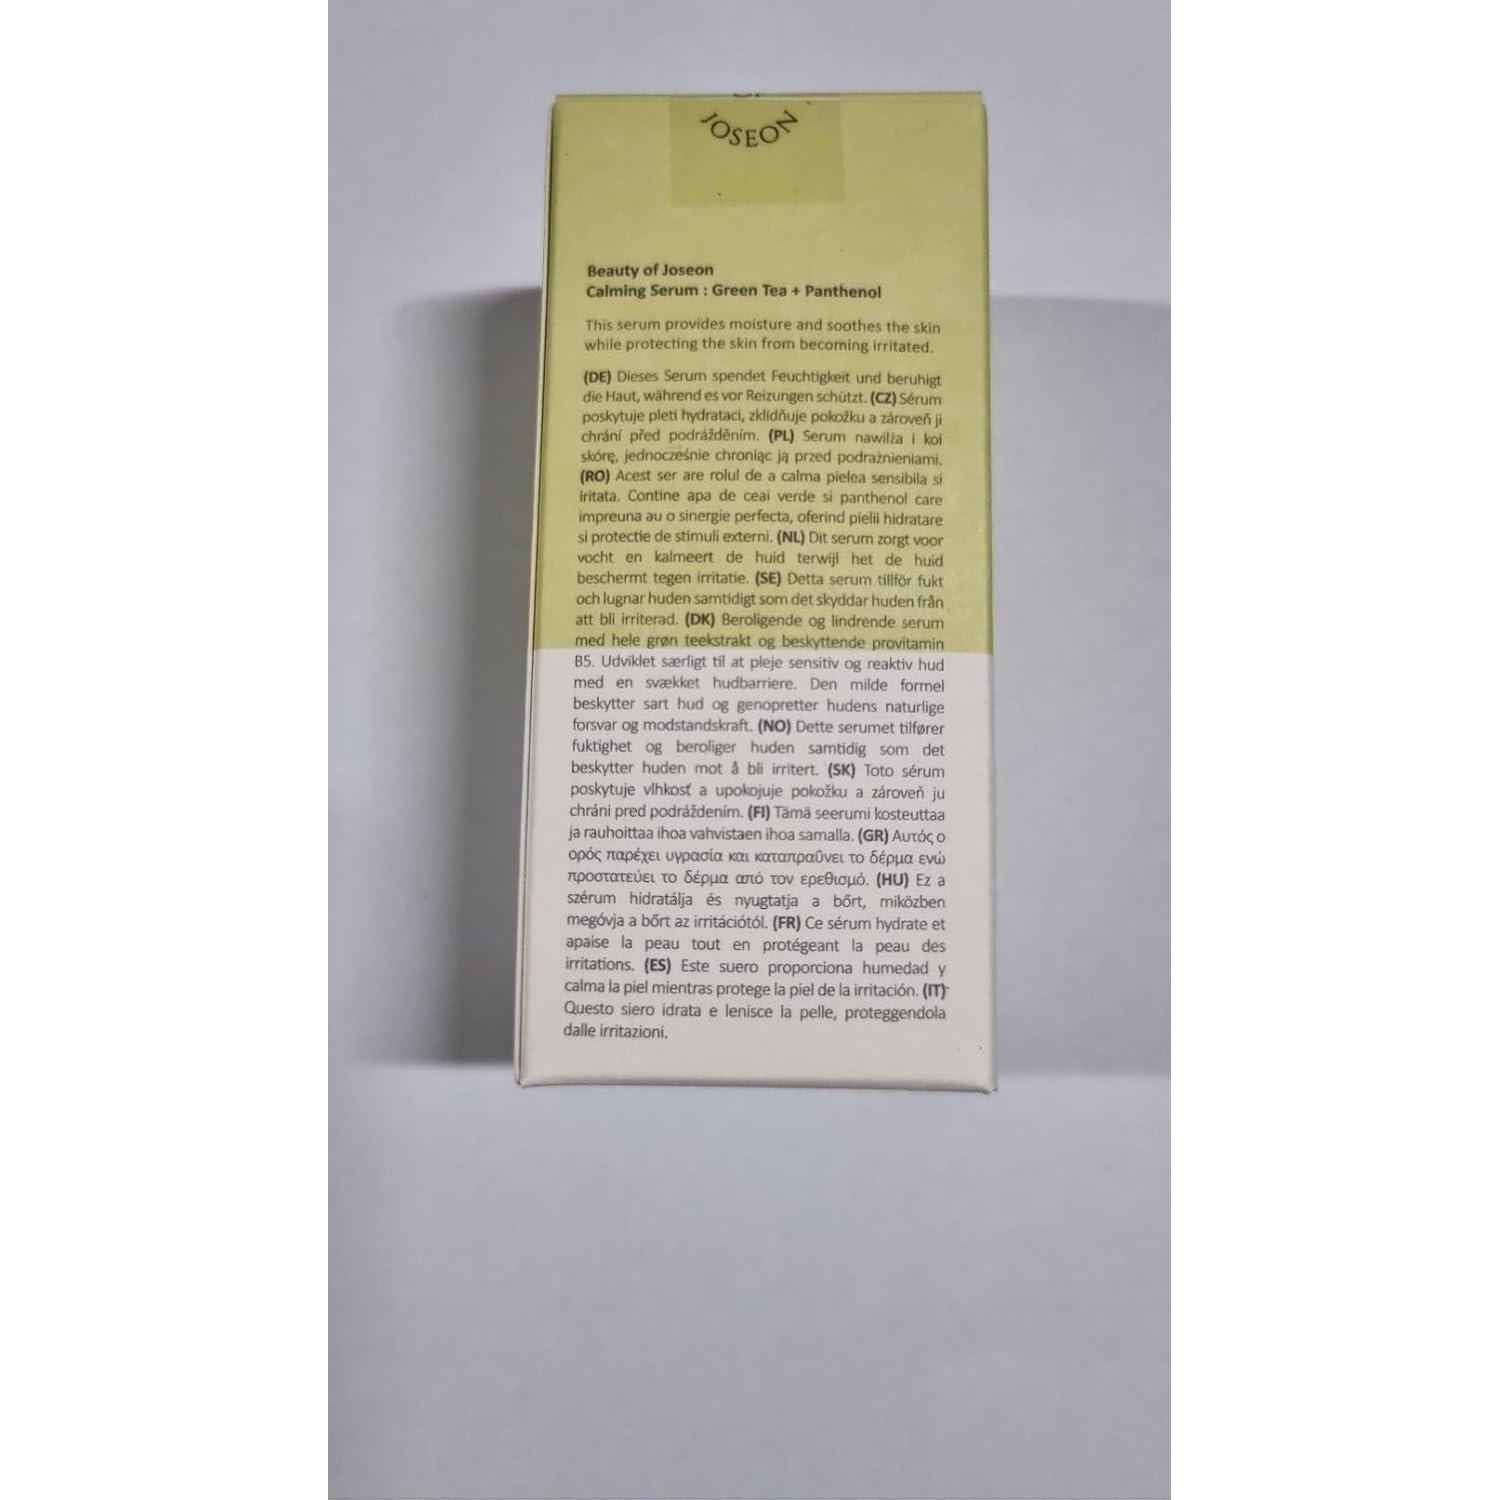 JOSEON
Beauty of Joseon
Calming Serum : Green Tea + Panthenol
This serum provides moisture and soothes the skin
while protecting the skin from becoming irritated.
(DE) Dieses Serum spendet Feuchtigkeit und beruhigt
die Haut, während es vor Reizungen schützt. (CZ) Sérum
poskytuje pleti hydrataci, zklidňuje pokožku a zároveň ji
chrání před podrážděním. (PL) Serum nawilża i koi
skórę, jednocześnie chroniąc ją przed podrażnieniami.
(RO) Acest ser are rolul de a calma pielea sensibila si
iritata. Contine apa de ceai verde si panthenol care
impreuna au o sinergie perfecta, oferind pielii hidratare
si protectie de stimuli externi. (NL) Dit serum zorgt voor
vocht en kalmeert de huid terwijl het de huid
beschermt tegen irritatie. (SE) Detta serum tillför fukt
och lugnar huden samtidigt som det skyddar huden från
att bli irriterad. (DK) Beroligende og lindrende serum
med hele grøn teekstrakt og beskyttende provitamin
B5. Udviklet særligt til at pleje sensitiv og reaktiv hud
med en svækket hudbarriere. Den milde formel
beskytter sart hud og genopretter hudens naturlige
forsvar og modstandskraft. (NO) Dette serumet tilfører
fuktighet og beroliger huden samtidig som det
beskytter huden mot å bli irritert. (SK) Toto sérum
poskytuje vlhkosť a upokojuje pokožku a zároveň ju
chráni pred podráždením. (FI) Tämä seerumi kosteuttaa
ja rauhoittaa ihoa vahvistaen ihoa samalla. (GR) Αυτός ο
ορός παρέχει υγρασία και καταπραΰνει το δέρμα ενώ
προστατεύει το δέρμα από τον ερεθισμό. (HU) Ez a
szérum hidratálja és nyugtatja a bőrt, miközben
megóvja a bőrt az irritációtól. (FR) Ce sérum hydrate et
apaise la peau tout en protégeant la peau des
irritations. (ES) Este suero proporciona humedad y
calma la piel mientras protege la piel de la irritación. (IT)
Questo siero idrata e lenisce la pelle, proteggendola
dalle irritazioni.